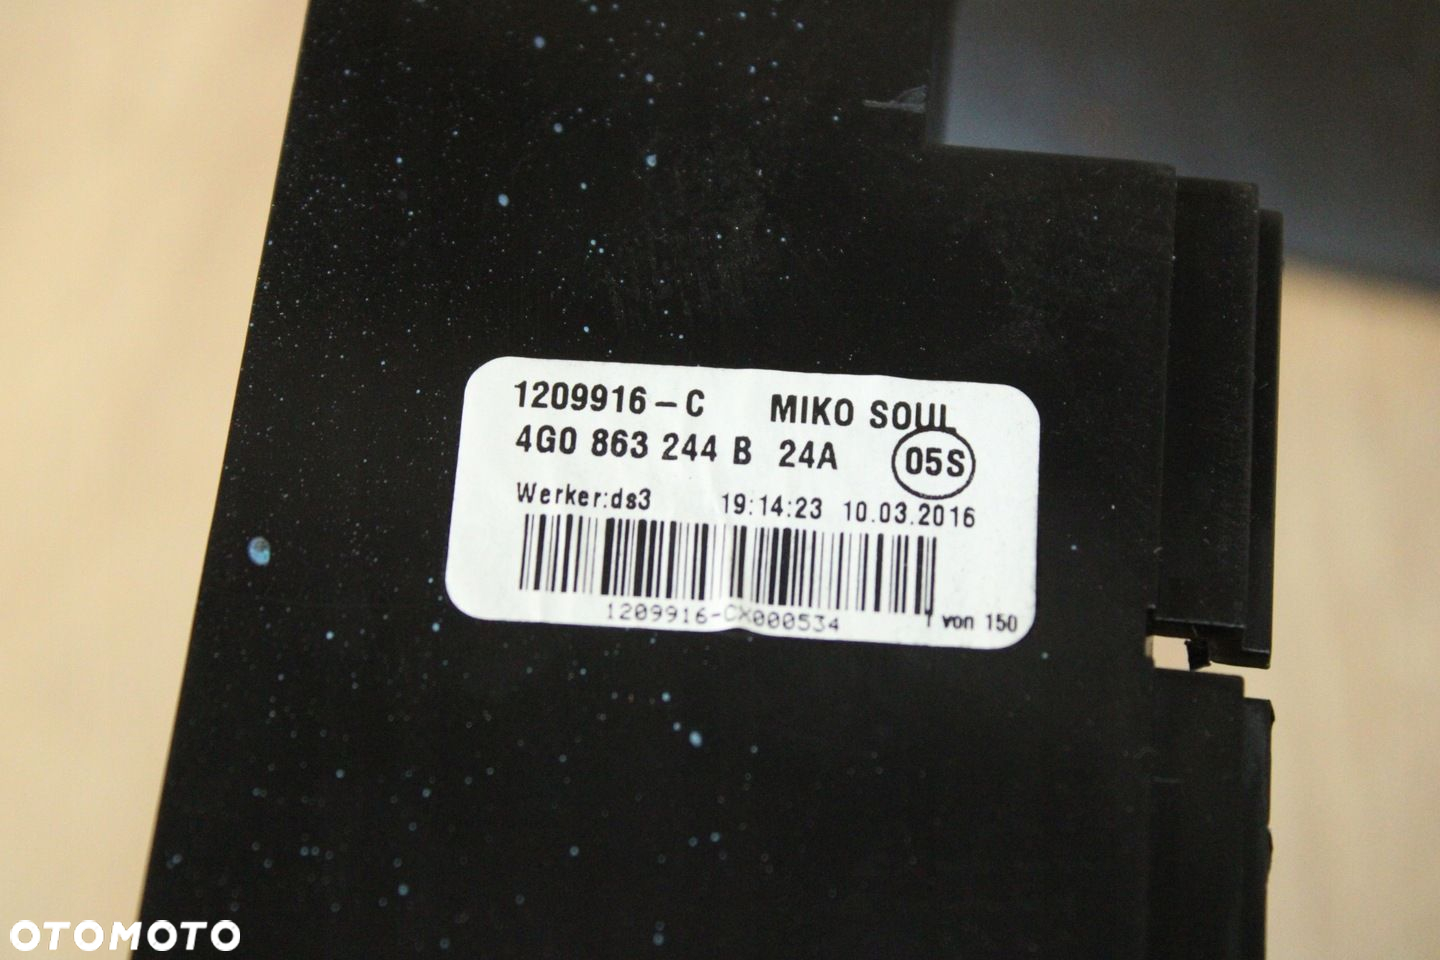 1209916-C MIKO SOUL
4G0 863 244 B 24A 05S
Werker:ds3 19:14:23 10.03.2016
1209916-CX000534 1 von 150
OTOMOTO